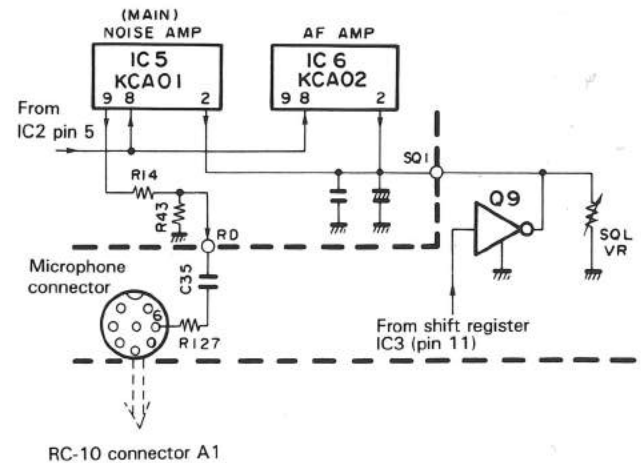 (MAIN)
NOISE AMP
AF AMP
IC 5
KCA01
9 8 2
IC 6
KCA02
9 8 2
From
IC2 pin 5
R14
R43
SQ1
RD
Q9
SQL
VR
Microphone
connector
C35
6
R127
From shift register
IC3 (pin 11)
RC-10 connector A1